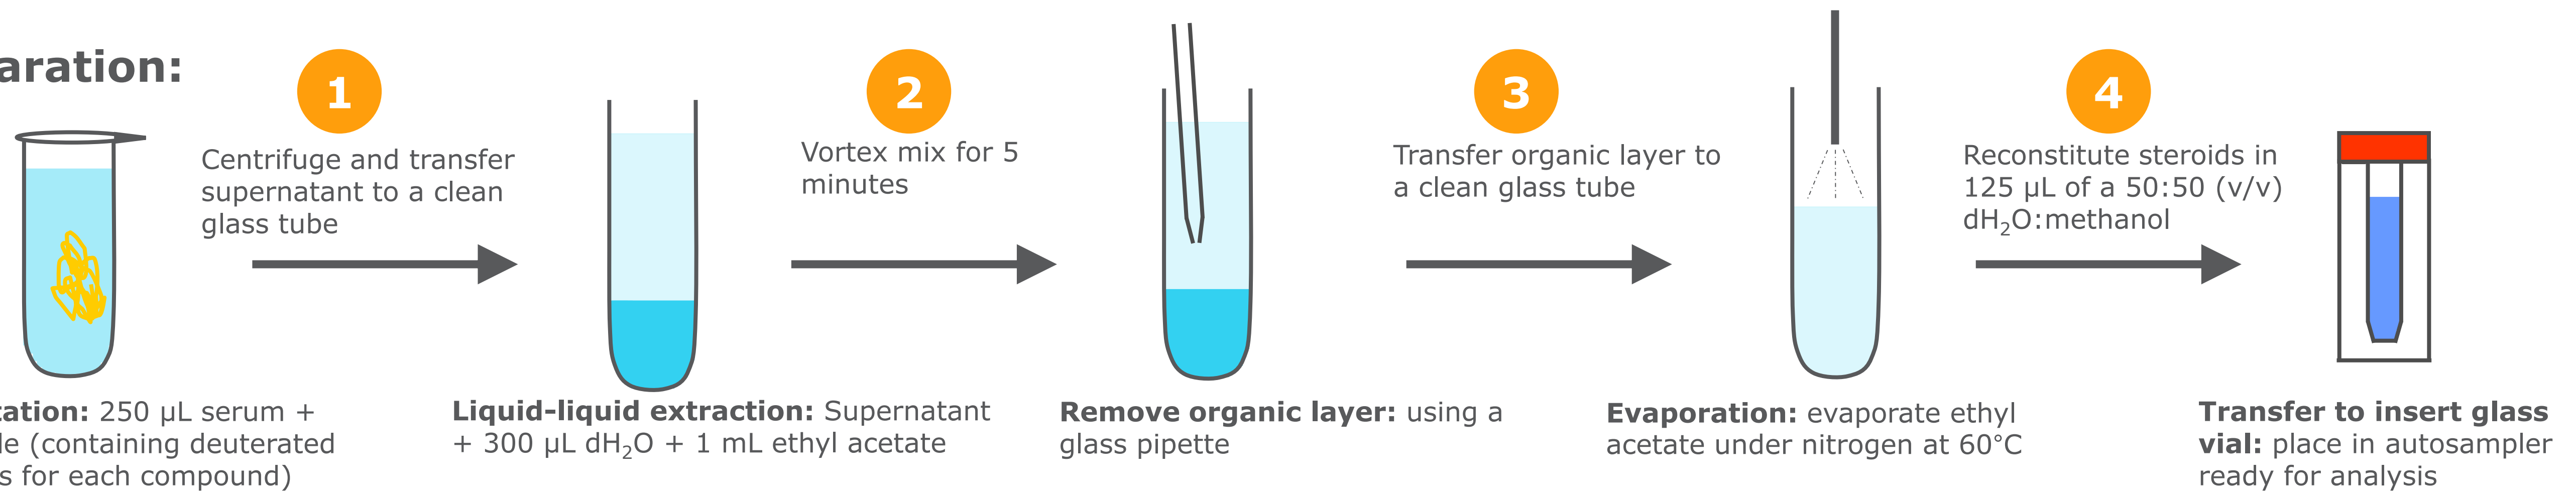 aration:
1
Centrifuge and transfer
supernatant to a clean
glass tube
2
Vortex mix for 5
minutes
3
Transfer organic layer to
a clean glass tube
4
Reconstitute steroids in
125 µL of a 50:50 (v/v)
dH₂O:methanol
tation: 250 µL serum +
le (containing deuterated
s for each compound)
Liquid-liquid extraction: Supernatant
+ 300 µL dH₂O + 1 mL ethyl acetate
Remove organic layer: using a
glass pipette
Evaporation: evaporate ethyl
acetate under nitrogen at 60°C
Transfer to insert glass
vial: place in autosampler
ready for analysis